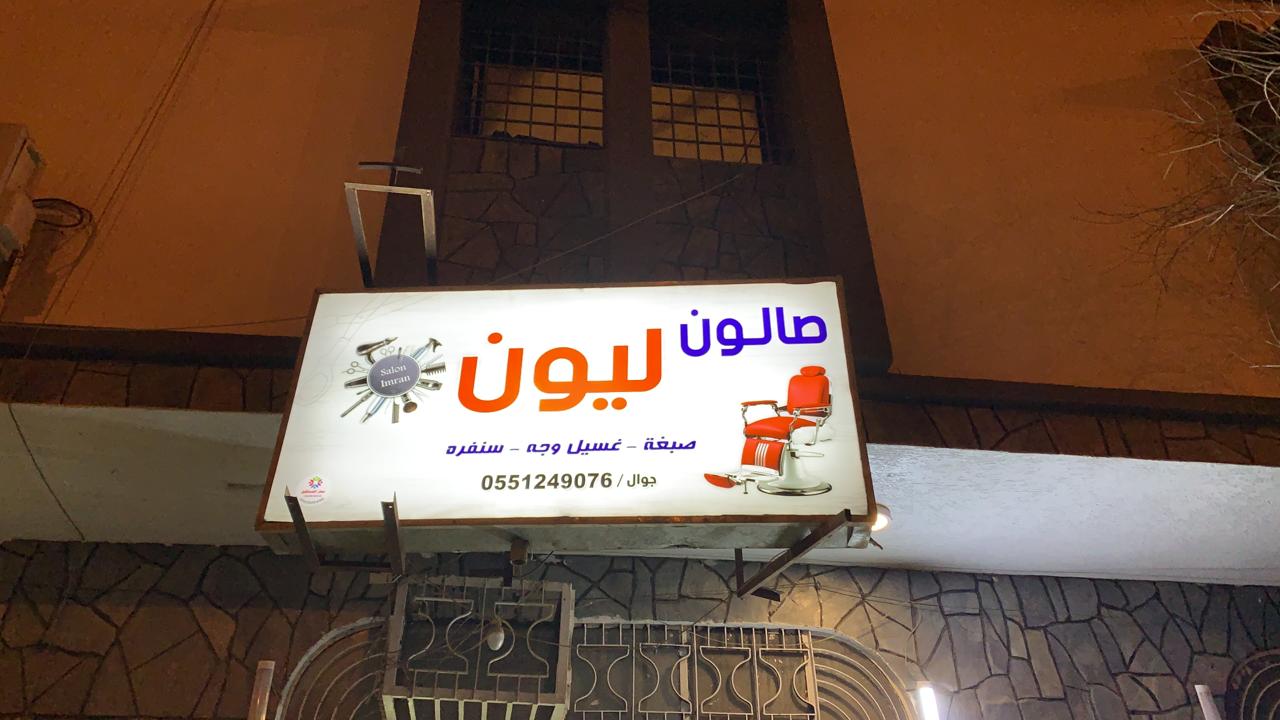 صالون
ليون
Salon
Imran
صبغة - غسيل وجه - سنفره
جوال / 0551249076